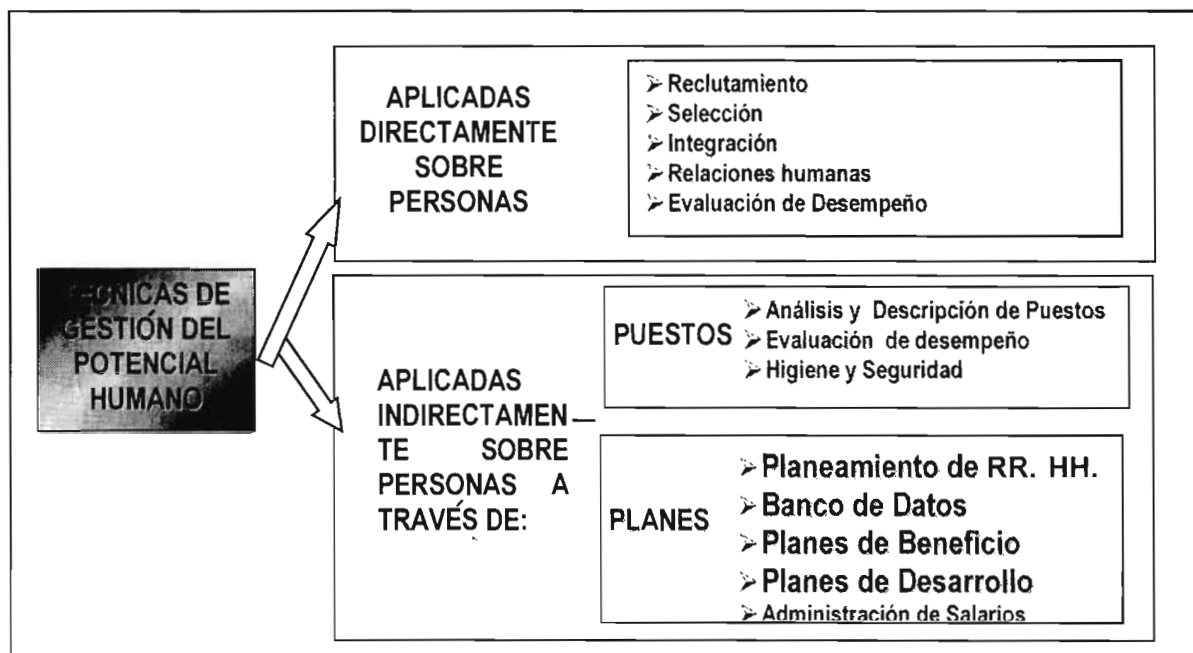 TÉCNICAS DE
GESTIÓN DEL
POTENCIAL
HUMANO
APLICADAS
DIRECTAMENTE
SOBRE
PERSONAS
➢ Reclutamiento
➢ Selección
➢ Integración
➢ Relaciones humanas
➢ Evaluación de Desempeño
APLICADAS
INDIRECTAMEN–
TE SOBRE
PERSONAS A
TRAVÉS DE:
PUESTOS
➢ Análisis y Descripción de Puestos
➢ Evaluación de desempeño
➢ Higiene y Seguridad
PLANES
➢ Planeamiento de RR. HH.
➢ Banco de Datos
➢ Planes de Beneficio
➢ Planes de Desarrollo
➢ Administración de Salarios